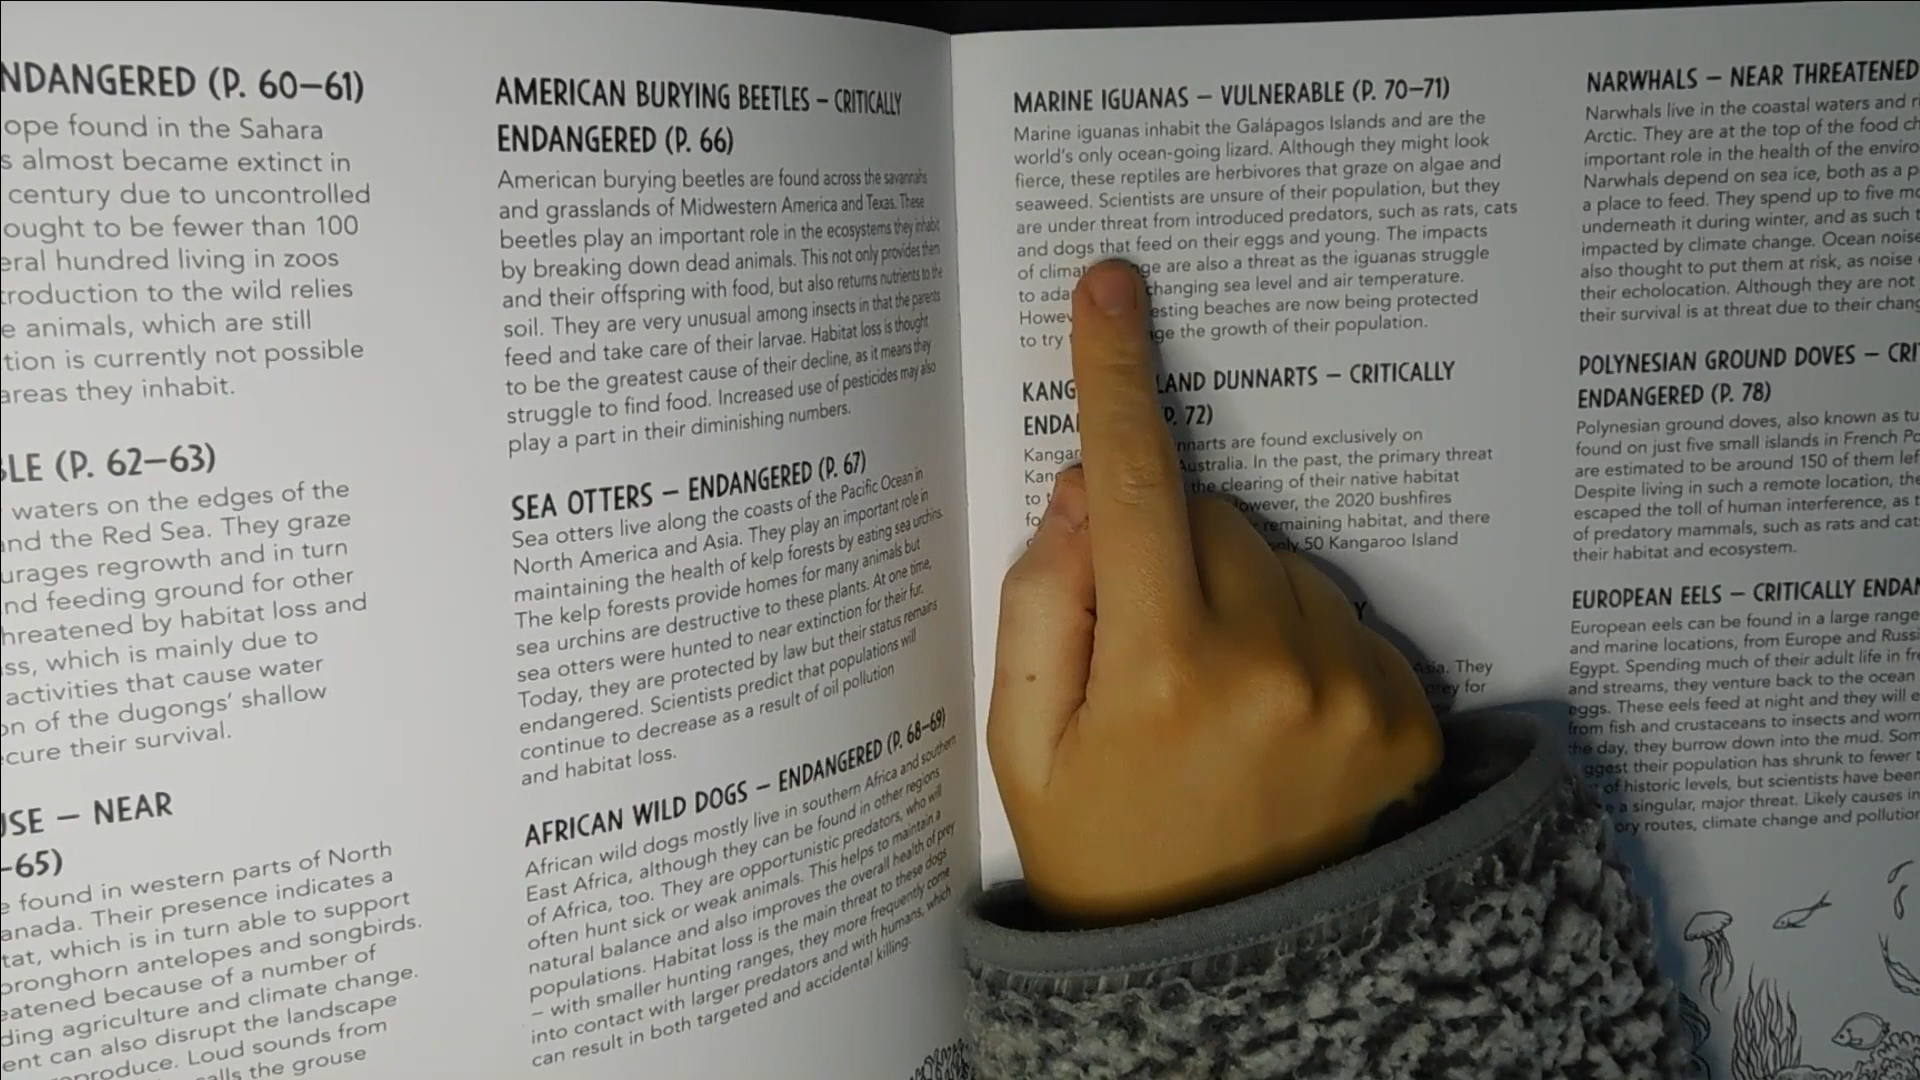 NDANGERED (P. 60–61)
ope found in the Sahara
s almost became extinct in
century due to uncontrolled
ought to be fewer than 100
eral hundred living in zoos
troduction to the wild relies
e animals, which are still
tion is currently not possible
areas they inhabit.
LE (P. 62–63)
waters on the edges of the
and the Red Sea. They graze
urages regrowth and in turn
nd feeding ground for other
hreatened by habitat loss and
ss, which is mainly due to
activities that cause water
on of the dugongs' shallow
cure their survival.
USE – NEAR
–65)
e found in western parts of North
anada. Their presence indicates a
tat, which is in turn able to support
pronghorn antelopes and songbirds.
eatened because of a number of
ding agriculture and climate change.
ent can also disrupt the landscape
produce. Loud sounds from
alls the grouse
AMERICAN BURYING BEETLES – CRITICALLY
ENDANGERED (P. 66)
American burying beetles are found across the savannahs
and grasslands of Midwestern America and Texas. These
beetles play an important role in the ecosystems they inhabit
by breaking down dead animals. This not only provides them
and their offspring with food, but also returns nutrients to the
soil. They are very unusual among insects in that the parents
feed and take care of their larvae. Habitat loss is thought
to be the greatest cause of their decline, as it means they
struggle to find food. Increased use of pesticides may also
play a part in their diminishing numbers.
SEA OTTERS – ENDANGERED (P. 67)
Sea otters live along the coasts of the Pacific Ocean in
North America and Asia. They play an important role in
maintaining the health of kelp forests by eating sea urchins.
The kelp forests provide homes for many animals but
sea urchins are destructive to these plants. At one time,
sea otters were hunted to near extinction for their fur.
Today, they are protected by law but their status remains
endangered. Scientists predict that populations will
continue to decrease as a result of oil pollution
and habitat loss.
AFRICAN WILD DOGS – ENDANGERED (P. 68–69)
African wild dogs mostly live in southern Africa and southern
East Africa, although they can be found in other regions
of Africa, too. They are opportunistic predators, who will
often hunt sick or weak animals. This helps to maintain a
natural balance and also improves the overall health of prey
populations. Habitat loss is the main threat to these dogs
– with smaller hunting ranges, they more frequently come
into contact with larger predators and with humans, which
can result in both targeted and accidental killing.
MARINE IGUANAS – VULNERABLE (P. 70–71)
Marine iguanas inhabit the Galápagos Islands and are the
world's only ocean-going lizard. Although they might look
fierce, these reptiles are herbivores that graze on algae and
seaweed. Scientists are unsure of their population, but they
are under threat from introduced predators, such as rats, cats
and dogs that feed on their eggs and young. The impacts
of climat ge are also a threat as the iguanas struggle
to ada changing sea level and air temperature.
Howev esting beaches are now being protected
to try ge the growth of their population.
KANG LAND DUNNARTS – CRITICALLY
ENDA P. 72)
Kangar nnarts are found exclusively on
Kang Australia. In the past, the primary threat
to t the clearing of their native habitat
fo owever, the 2020 bushfires
remaining habitat, and there
only 50 Kangaroo Island
Y
Asia. They
prey for
NARWHALS – NEAR THREATENED
Narwhals live in the coastal waters and r
Arctic. They are at the top of the food ch
important role in the health of the enviro
Narwhals depend on sea ice, both as a p
a place to feed. They spend up to five mo
underneath it during winter, and as such t
impacted by climate change. Ocean noise
also thought to put them at risk, as noise
their echolocation. Although they are not
their survival is at threat due to their chang
POLYNESIAN GROUND DOVES – CRI
ENDANGERED (P. 78)
Polynesian ground doves, also known as tu
found on just five small islands in French Po
are estimated to be around 150 of them lef
Despite living in such a remote location, the
escaped the toll of human interference, as t
of predatory mammals, such as rats and cat
their habitat and ecosystem.
EUROPEAN EELS – CRITICALLY ENDAN
European eels can be found in a large range
and marine locations, from Europe and Russi
Egypt. Spending much of their adult life in fre
and streams, they venture back to the ocean
eggs. These eels feed at night and they will e
from fish and crustaceans to insects and wor
the day, they burrow down into the mud. Som
ggest their population has shrunk to fewer t
of historic levels, but scientists have been
a singular, major threat. Likely causes in
ory routes, climate change and pollution